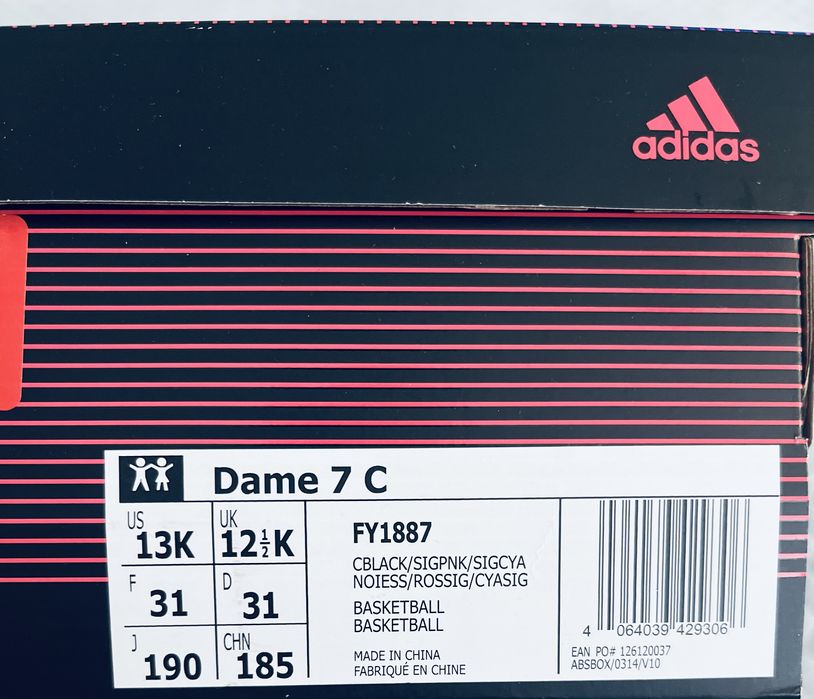 adidas
Dame 7 C
US
13K
UK
12½K
F
31
D
31
J
190
CHN
185
FY1887
CBLACK/SIGPNK/SIGCYA
NOIESS/ROSSIG/CYASIG
BASKETBALL
BASKETBALL
MADE IN CHINA
FABRIQUÉ EN CHINE
4 064039 429306
EAN PO# 126120037
ABSBOX/0314/V10